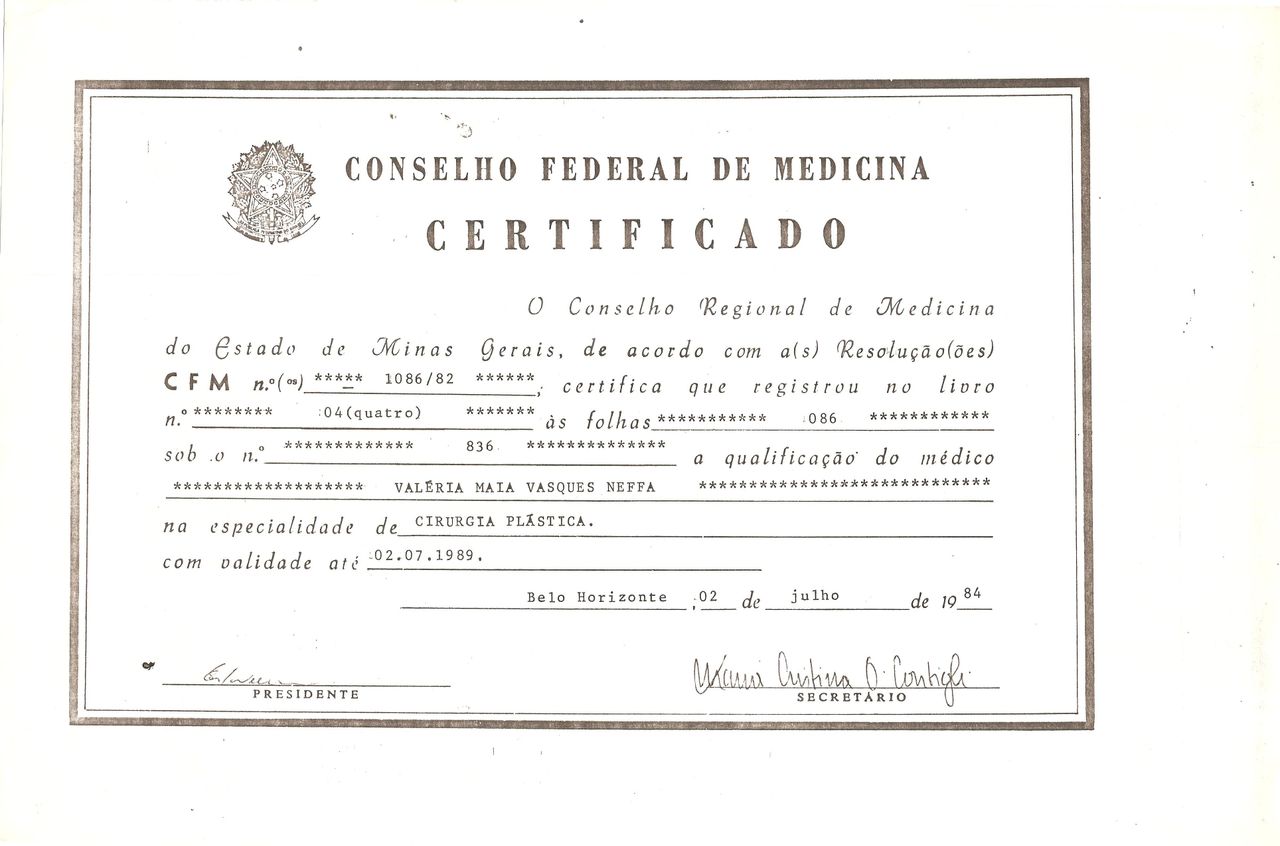 CONSELHO FEDERAL DE MEDICINA
CERTIFICADO
O Conselho Regional de Medicina
do Estado de Minas Gerais, de acordo com a(s) Resolução(ões)
CFM n.º(ºs) ***** 1086/82 ******, certifica que registrou no livro
n.º ******** 04(quatro) ******* às folhas *********** 086 ************
sob o n.º ************* 836 ************** a qualificação do médico
******************* VALÉRIA MAIA VASQUES NEFFA *****************************
na especialidade de CIRURGIA PLÁSTICA.
com validade até 02.07.1989.
Belo Horizonte, 02 de julho de 1984
Maria Cristina
PRESIDENTE SECRETÁRIO